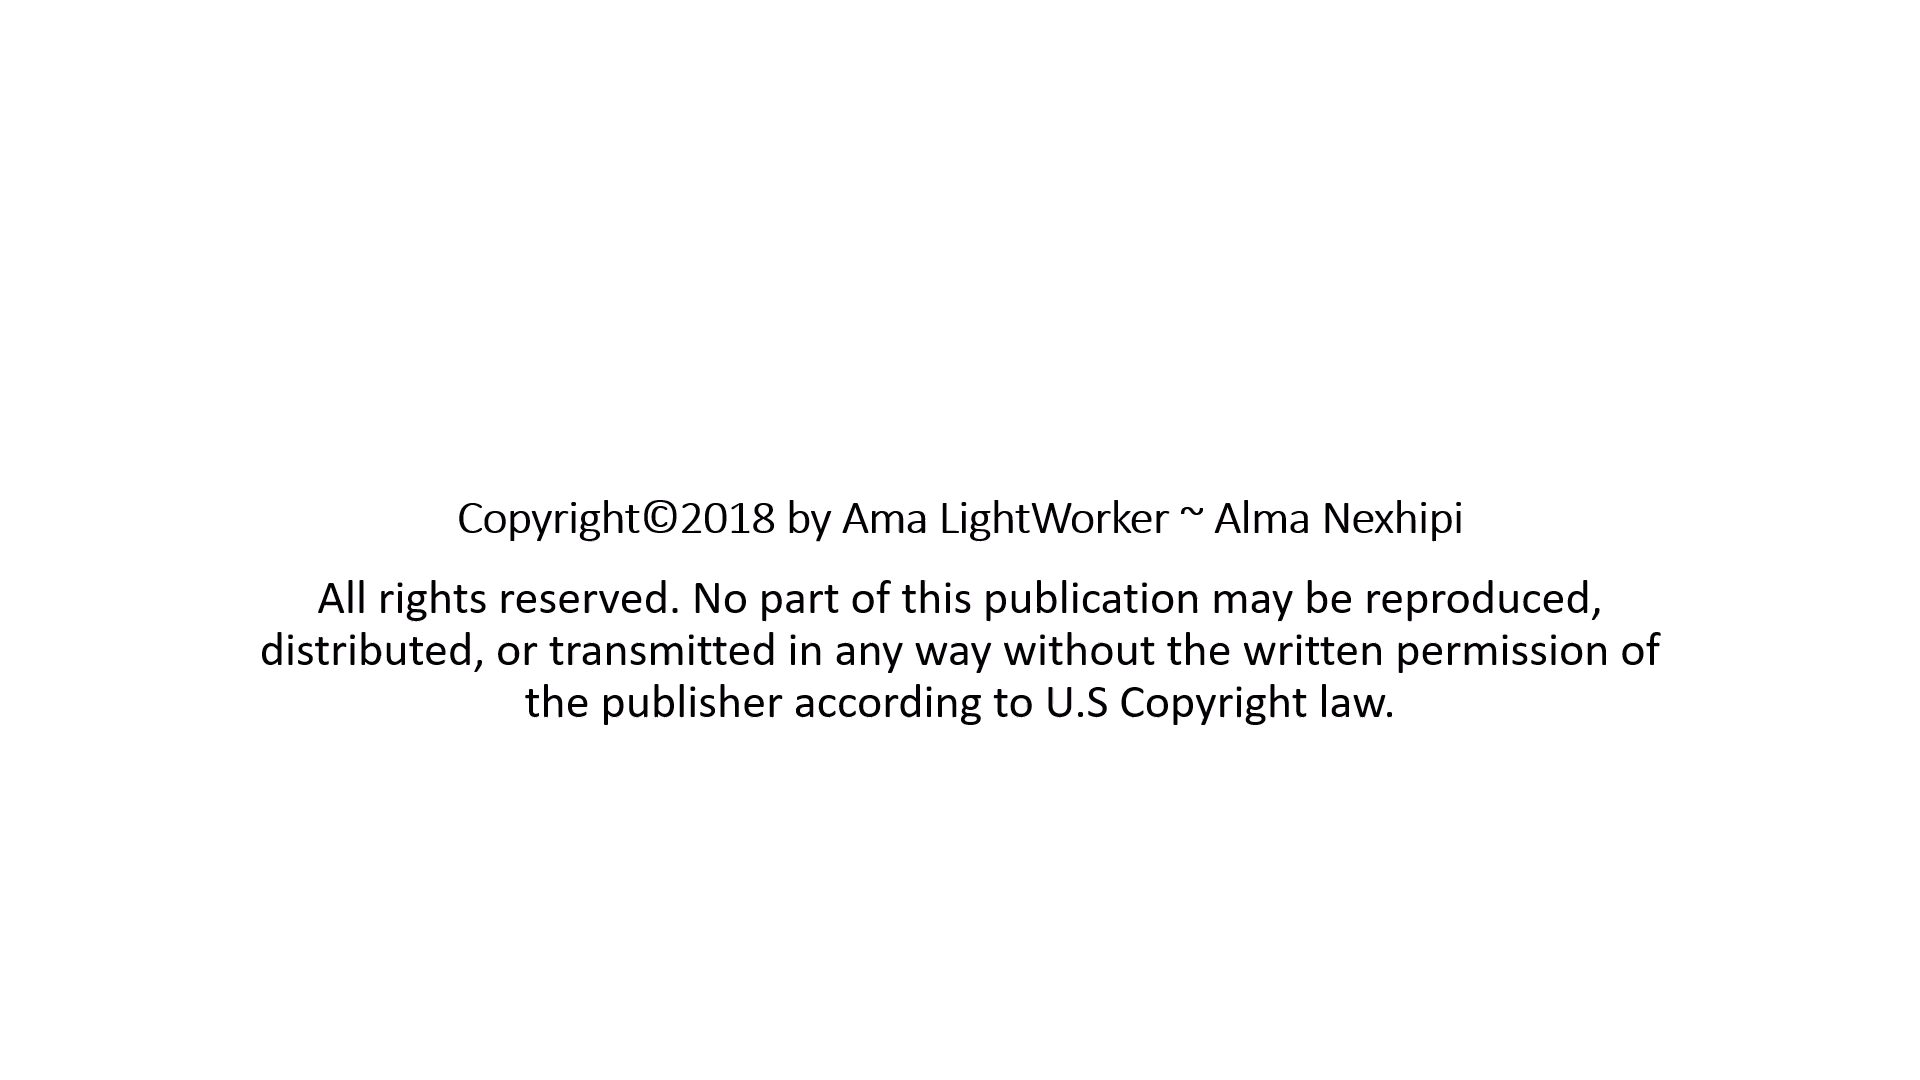 Copyright©2018 by Ama LightWorker ~ Alma Nexhipi
All rights reserved. No part of this publication may be reproduced,
distributed, or transmitted in any way without the written permission of
the publisher according to U.S Copyright law.